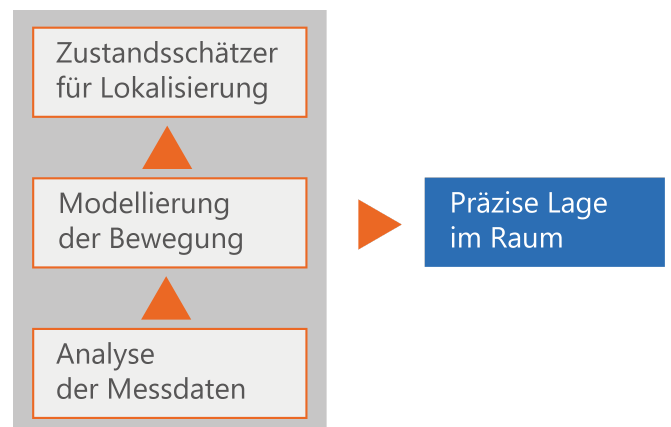 Zustandsschätzer
für Lokalisierung
Modellierung
der Bewegung
Präzise Lage
im Raum
Analyse
der Messdaten